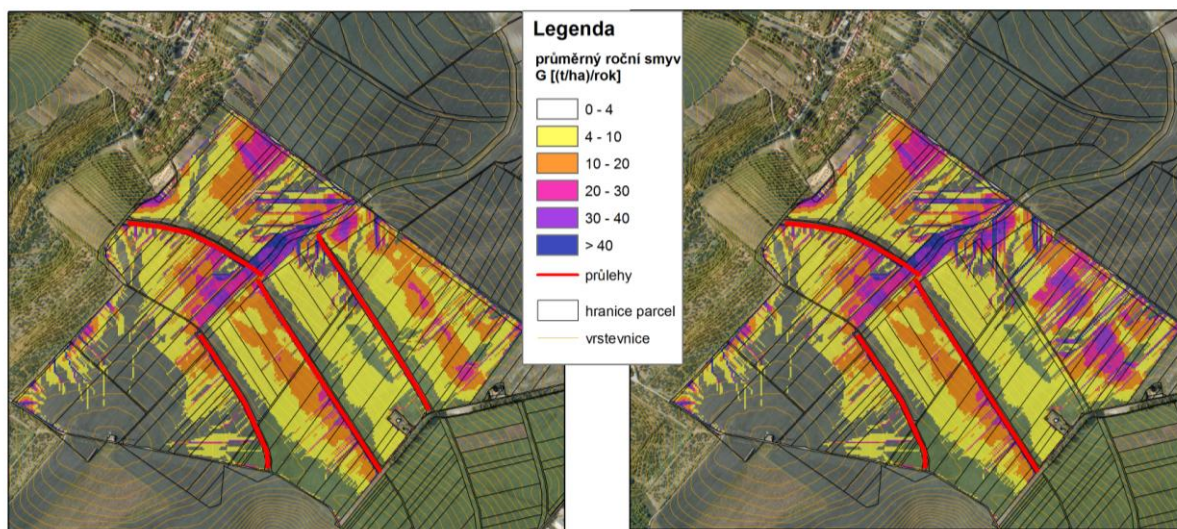 Legenda
průměrný roční smyv
G [(t/ha)/rok]
0 - 4
4 - 10
10 - 20
20 - 30
30 - 40
> 40
průlehy
hranice parcel
vrstevnice